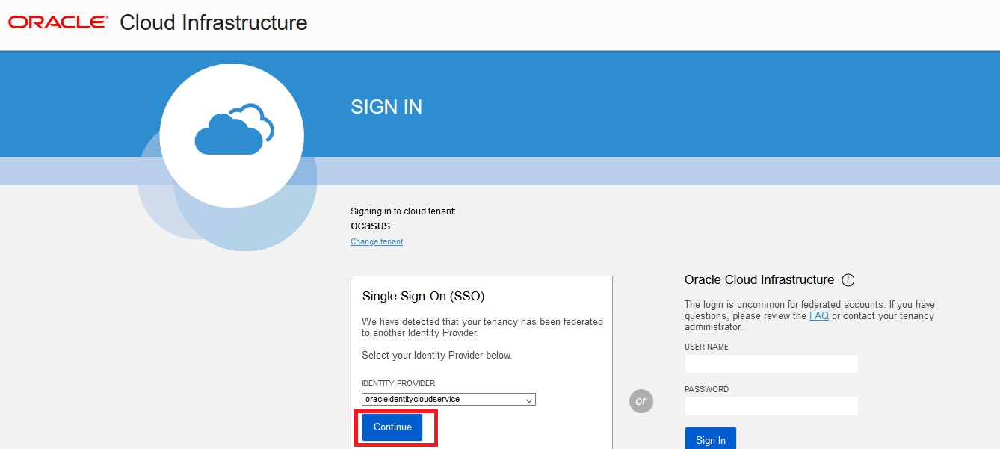 ORACLE® Cloud Infrastructure
SIGN IN
Signing in to cloud tenant:
ocasus
Change tenant
Single Sign-On (SSO)
We have detected that your tenancy has been federated
to another Identity Provider.
Select your Identity Provider below.
IDENTITY PROVIDER
oracleidentitycloudservice
Continue
or
Oracle Cloud Infrastructure i
The login is uncommon for federated accounts. If you have
questions, please review the FAQ or contact your tenancy
administrator.
USER NAME
PASSWORD
Sign In